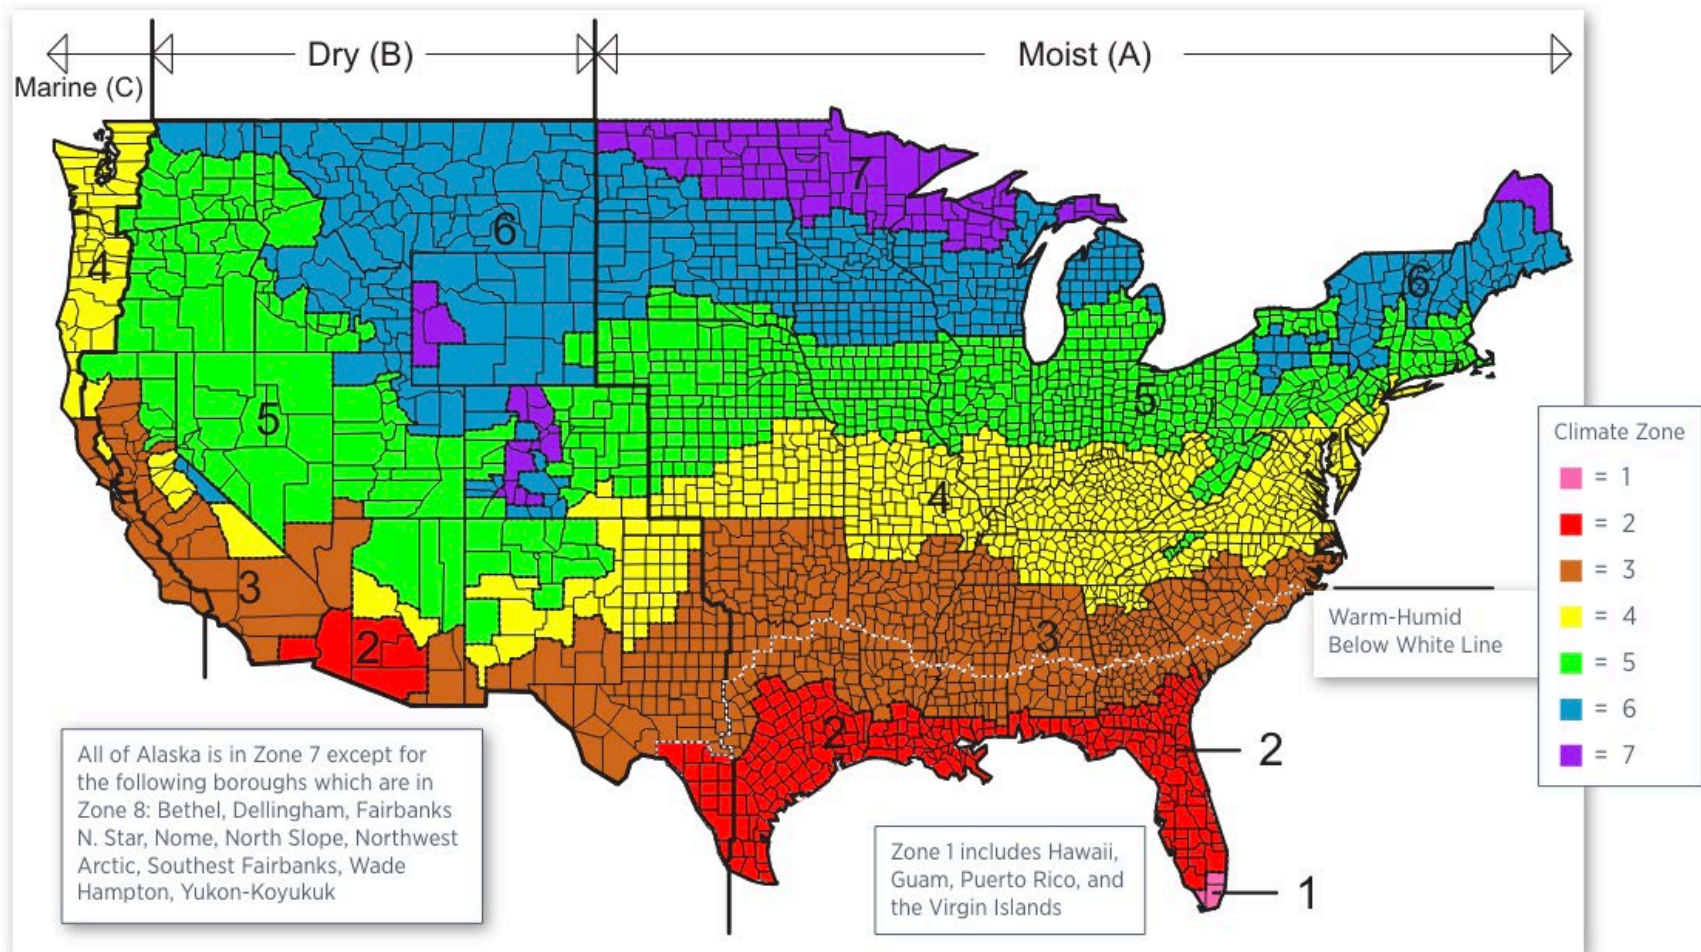 Marine (C)
Dry (B)
Moist (A)
7
6
6
4
5
5
4
3
3
2
2
2
1
Climate Zone
= 1
= 2
= 3
= 4
= 5
= 6
= 7
Warm-Humid
Below White Line
All of Alaska is in Zone 7 except for
the following boroughs which are in
Zone 8: Bethel, Dellingham, Fairbanks
N. Star, Nome, North Slope, Northwest
Arctic, Southest Fairbanks, Wade
Hampton, Yukon-Koyukuk
Zone 1 includes Hawaii,
Guam, Puerto Rico, and
the Virgin Islands